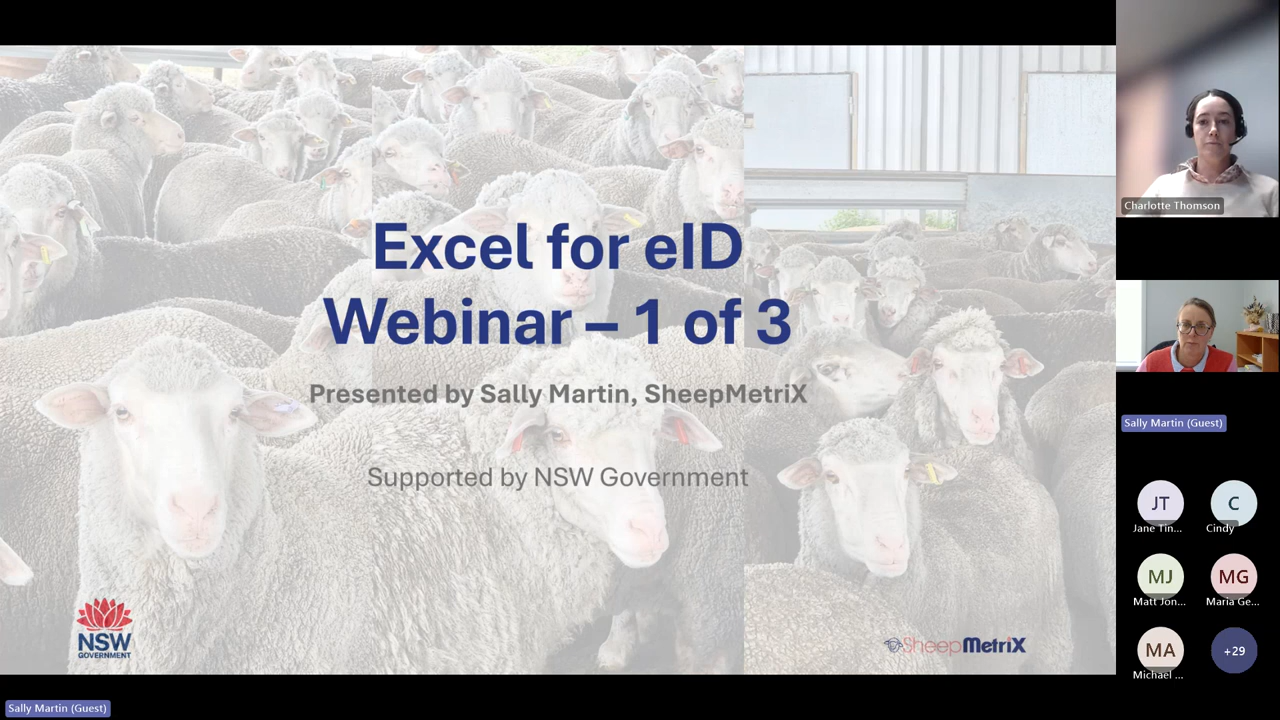 Excel for eID
Webinar – 1 of 3
Presented by Sally Martin, SheepMetriX
Supported by NSW Government
NSW
GOVERNMENT
SheepMetriX
Sally Martin (Guest)
Charlotte Thomson
Sally Martin (Guest)
JT
C
Jane Tin...
Cindy
MJ
MG
Matt Jon...
Maria Ge...
MA
+29
Michael ...